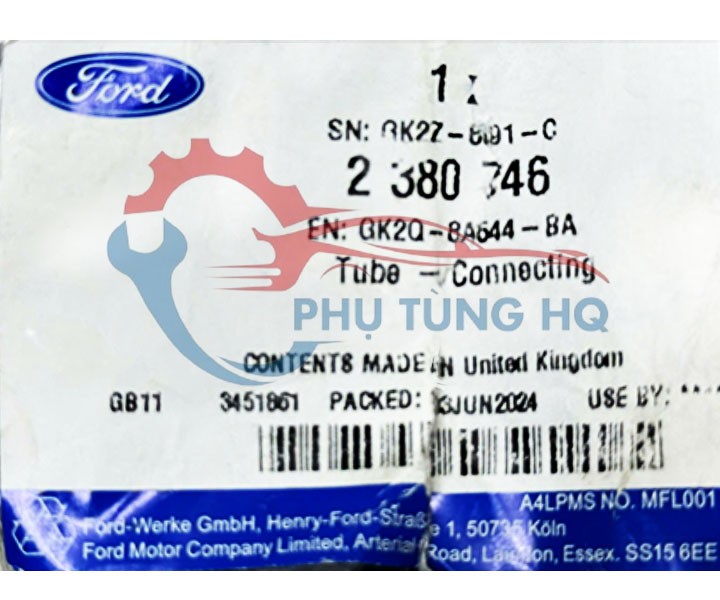 Ford
1
SN: GK2Z-8 91-C
2 380 746
EN: GK2Q-8A644-BA
Tube - Connecting
PHỤ TÙNG HQ
CONTENTS MADE IN United Kingdom
GB11 3451861 PACKED: 13JUN2024 USE BY: ****
A4LPMS NO. MFL001
Ford-Werke GmbH, Henry-Ford-Straße 1, 50735 Köln
Ford Motor Company Limited, Arterial Road, Laindon, Essex. SS15 6EE